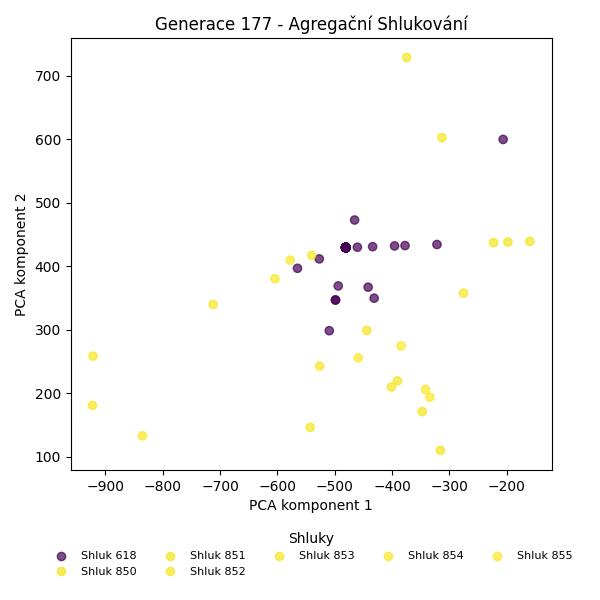 Generace 177 - Agregační Shlukování
PCA komponent 2
700
600
500
400
300
200
100
−900 −800 −700 −600 −500 −400 −300 −200
PCA komponent 1
Shluky
Shluk 618 Shluk 851 Shluk 853 Shluk 854 Shluk 855
Shluk 850 Shluk 852